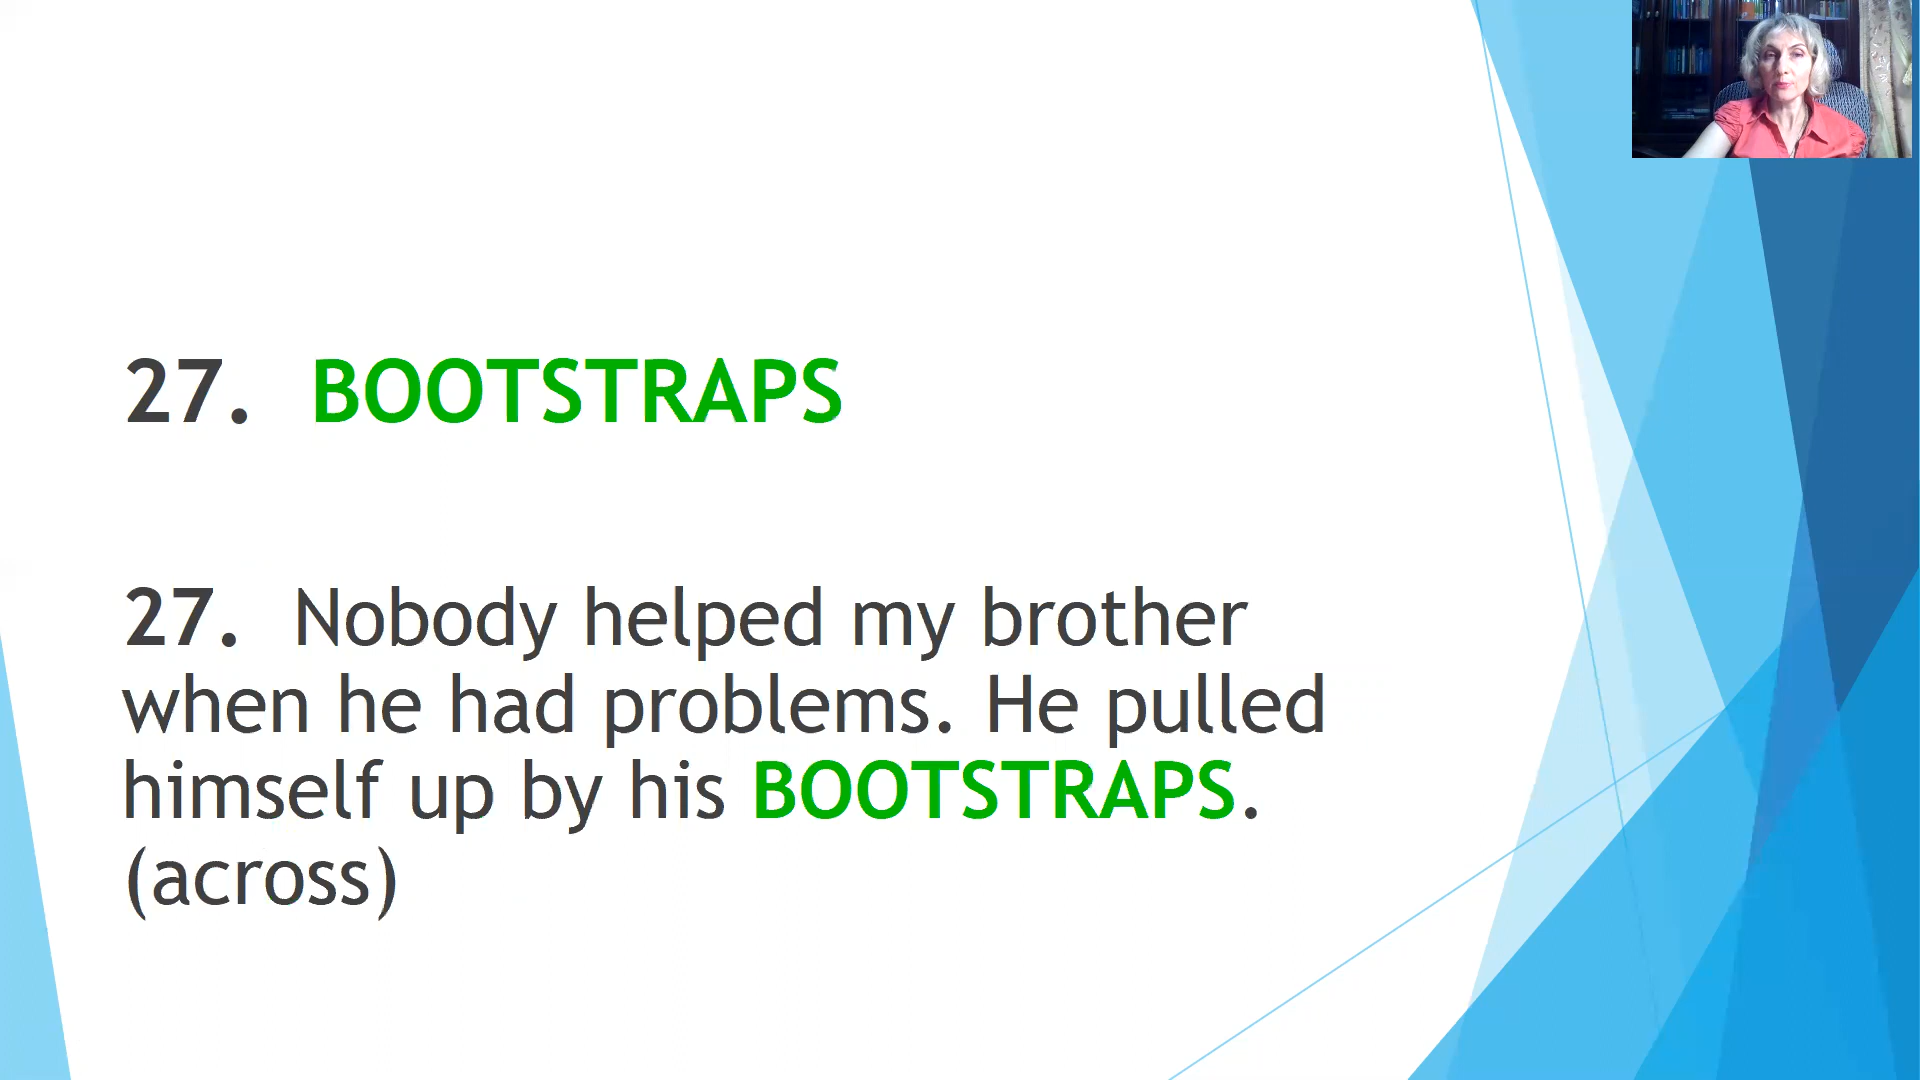 27. BOOTSTRAPS
27. Nobody helped my brother
when he had problems. He pulled
himself up by his BOOTSTRAPS.
(across)